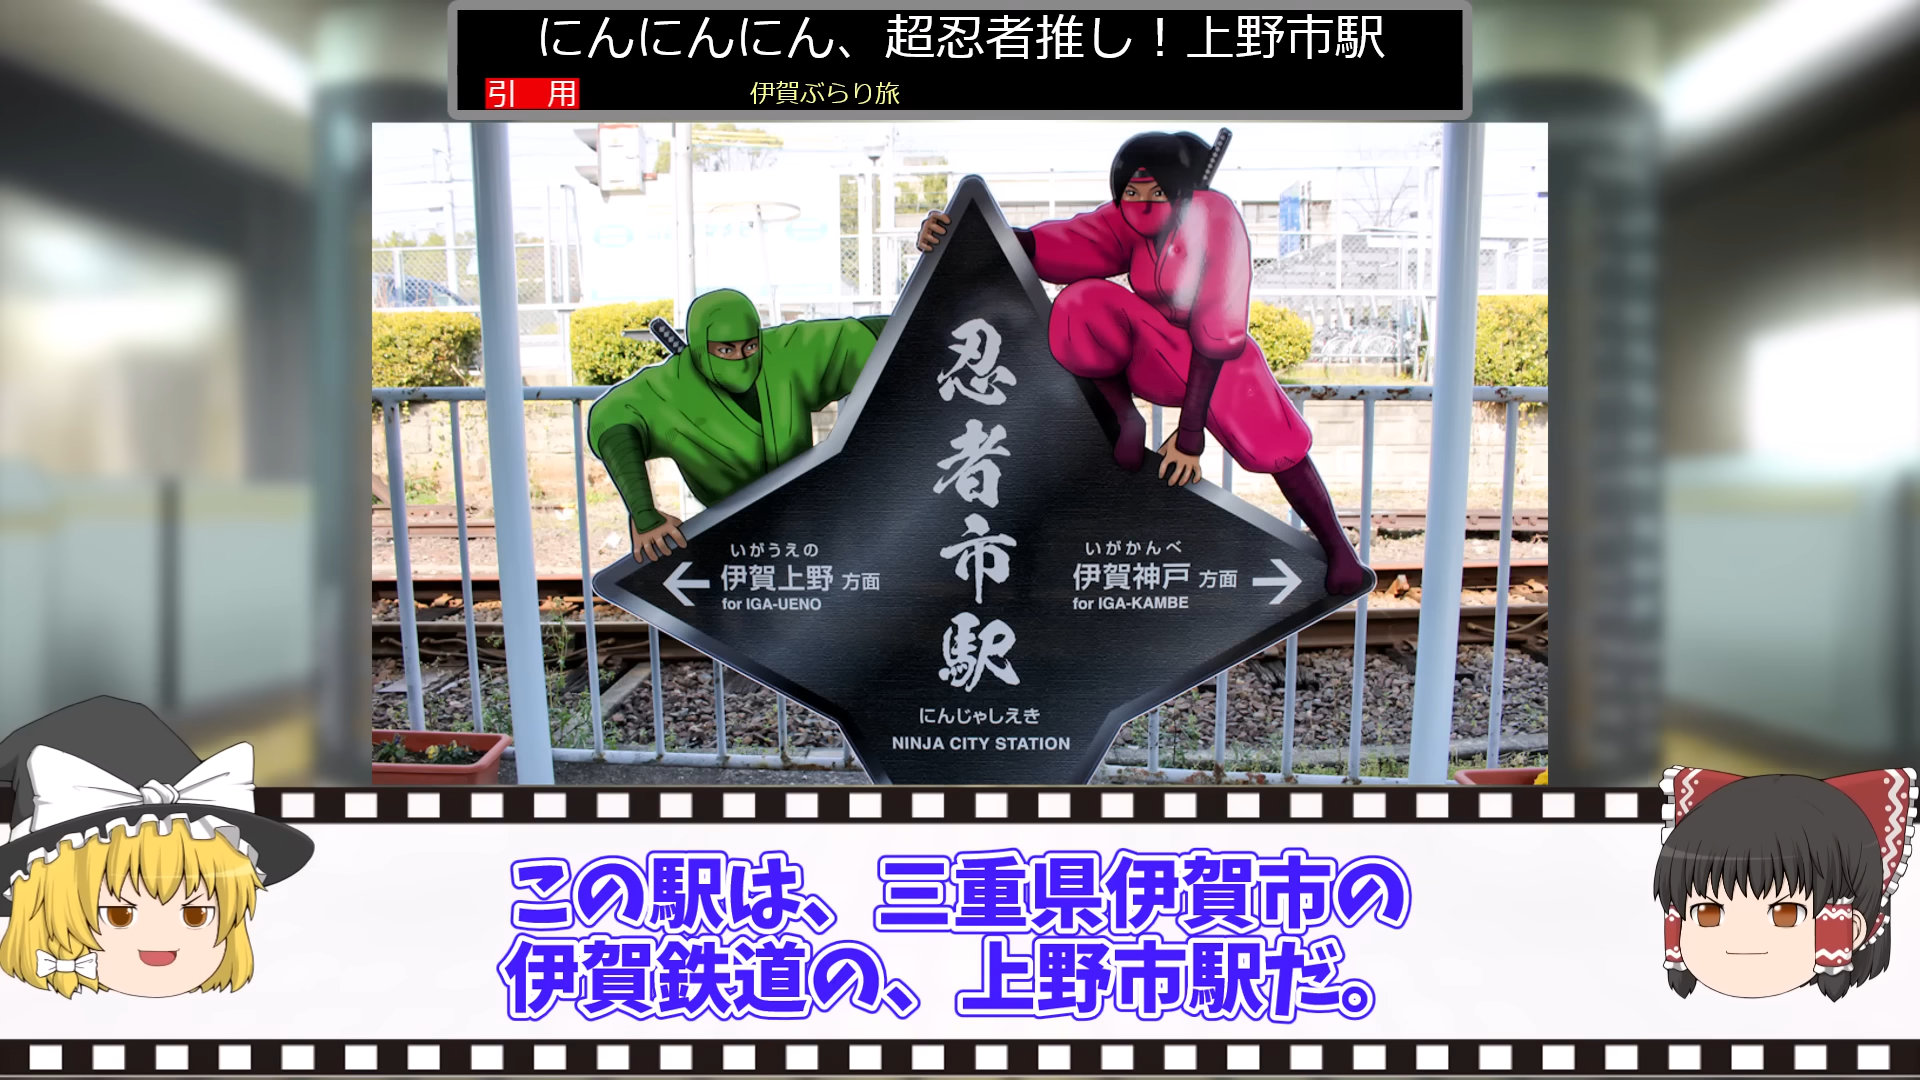 にんにんにん、超忍者推し！上野市駅
引　用
伊賀ぶらり旅
忍者市駅
いがうえの
伊賀上野 方面
for IGA-UENO
いがかんべ
伊賀神戸 方面
for IGA-KAMBE
にんじゃしえき
NINJA CITY STATION
この駅は、三重県伊賀市の
伊賀鉄道の、上野市駅だ。